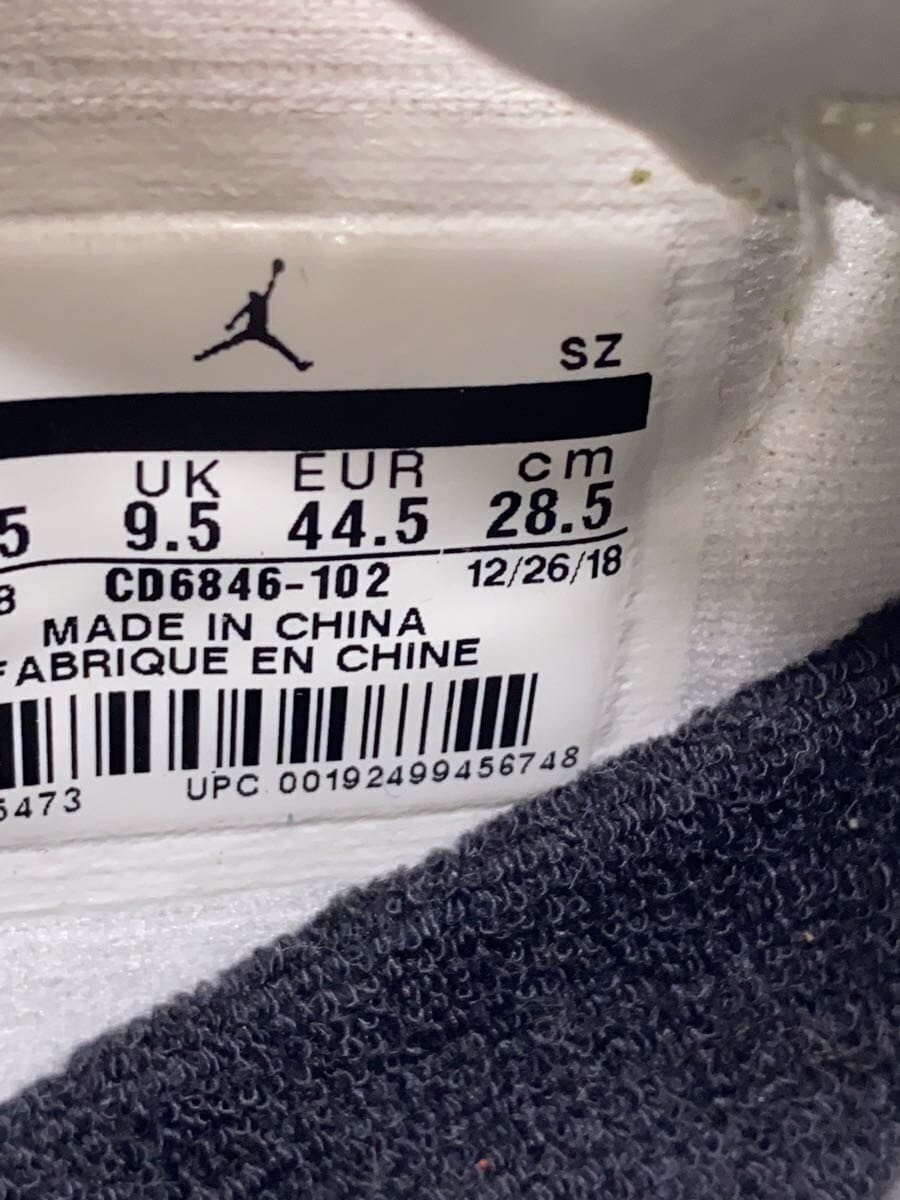 SZ
UK EUR cm
5 9.5 44.5 28.5
8 CD6846-102 12/26/18
MADE IN CHINA
FABRIQUE EN CHINE
5473 UPC 00192499456748